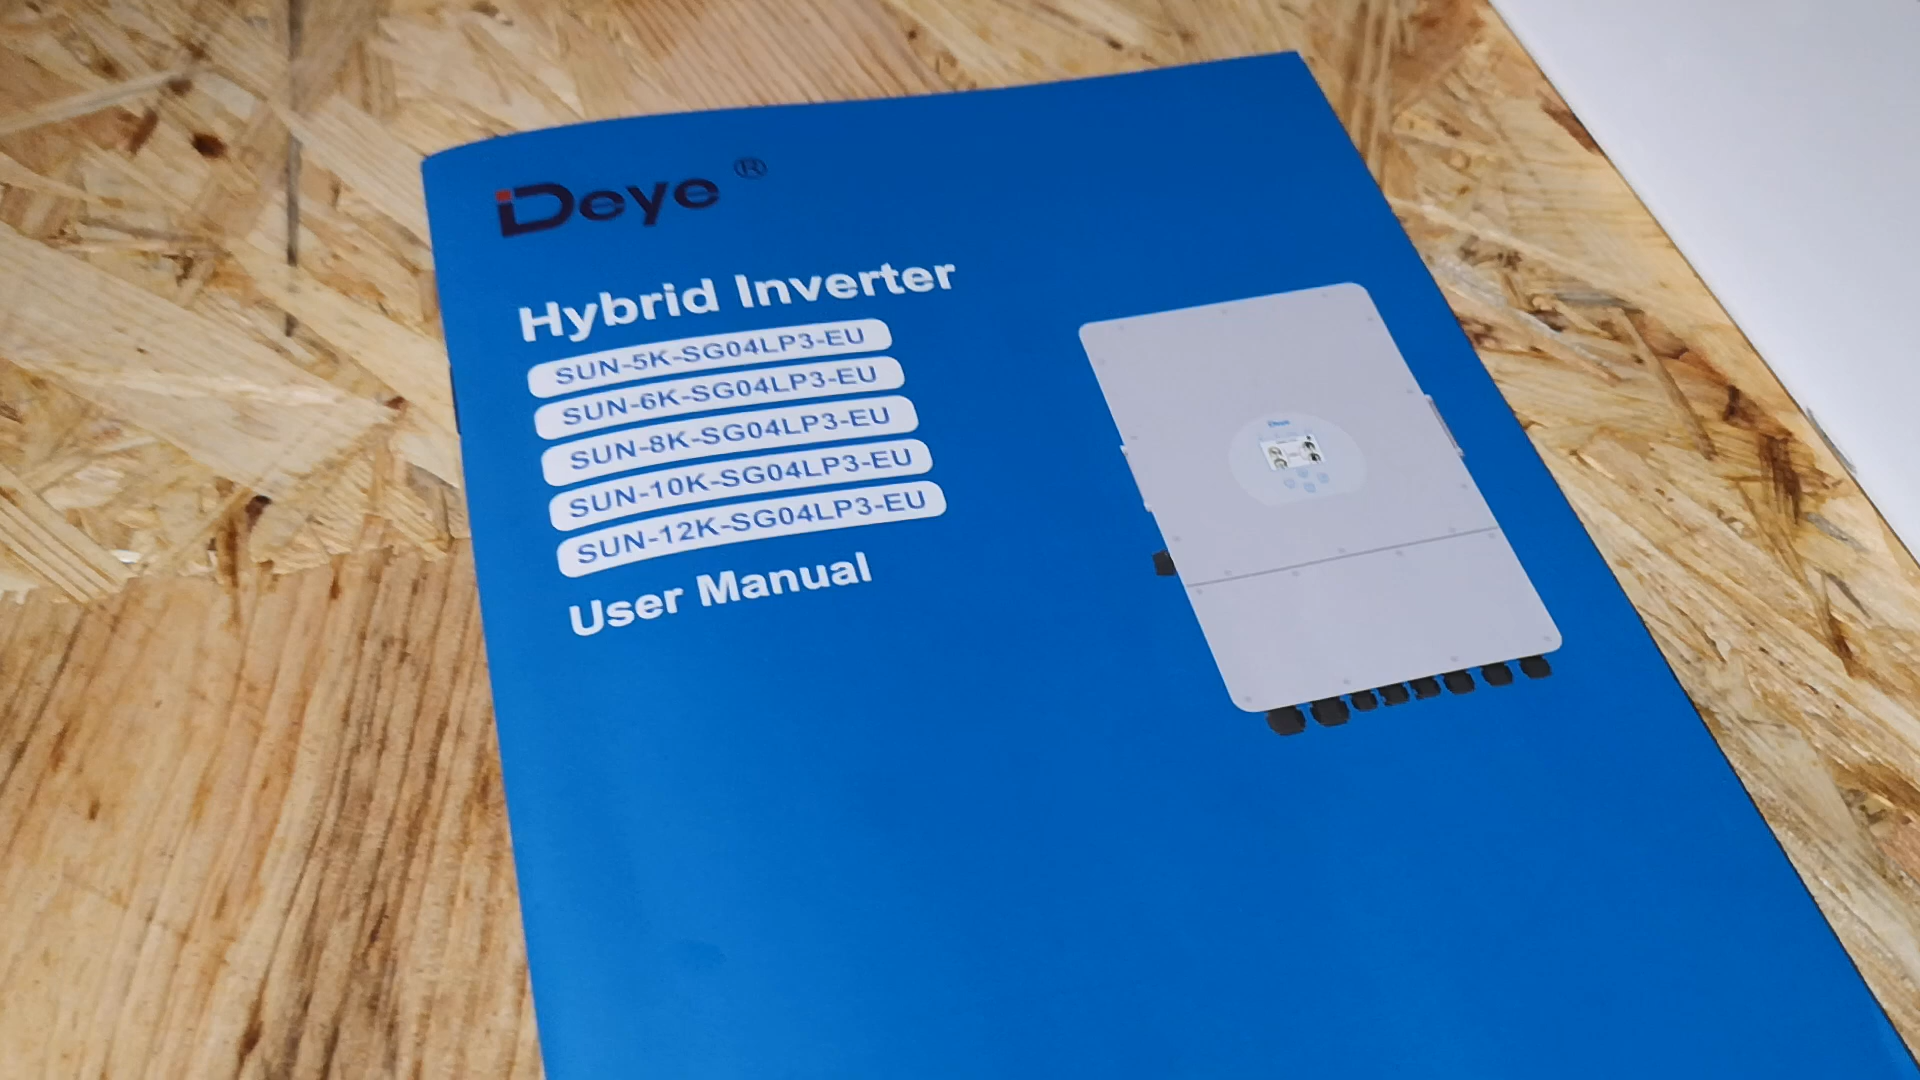 Deye ®
Hybrid Inverter
SUN-5K-SG04LP3-EU
SUN-6K-SG04LP3-EU
SUN-8K-SG04LP3-EU
SUN-10K-SG04LP3-EU
SUN-12K-SG04LP3-EU
User Manual
Deye